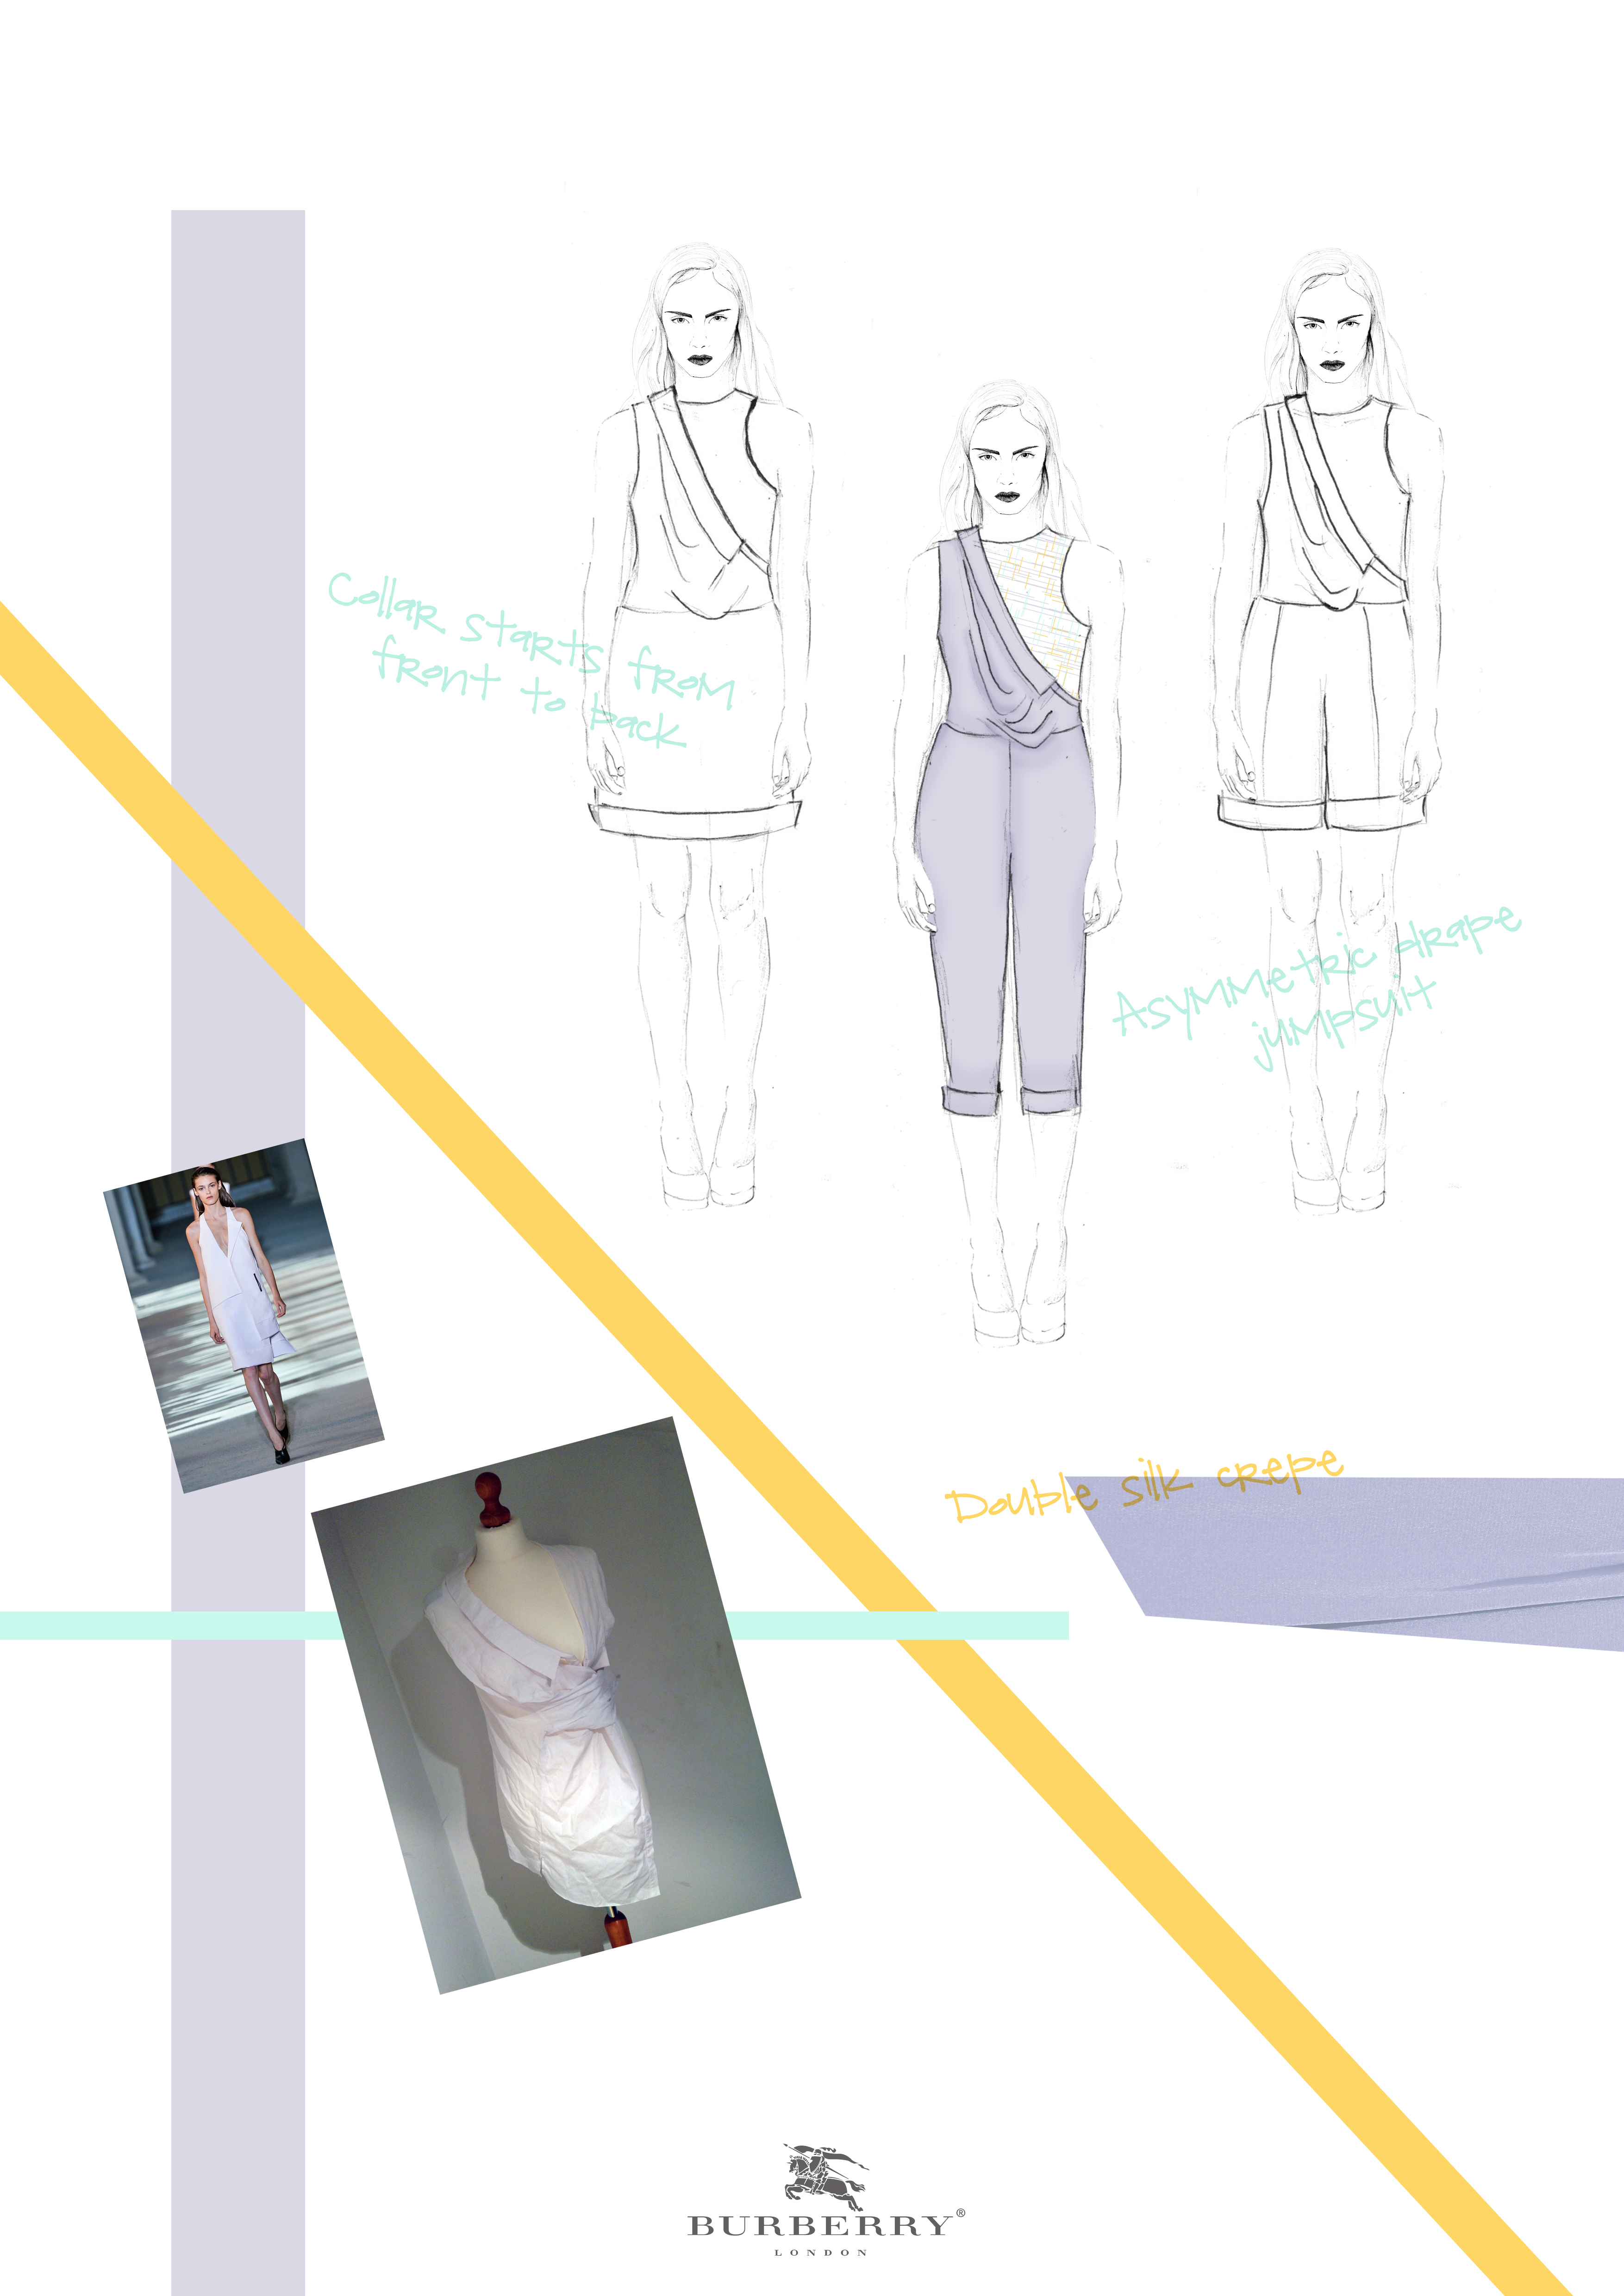 Collar starts from
front to back
Asymmetric drape
jumpsuit
Double silk crepe
BURBERRY®
LONDON